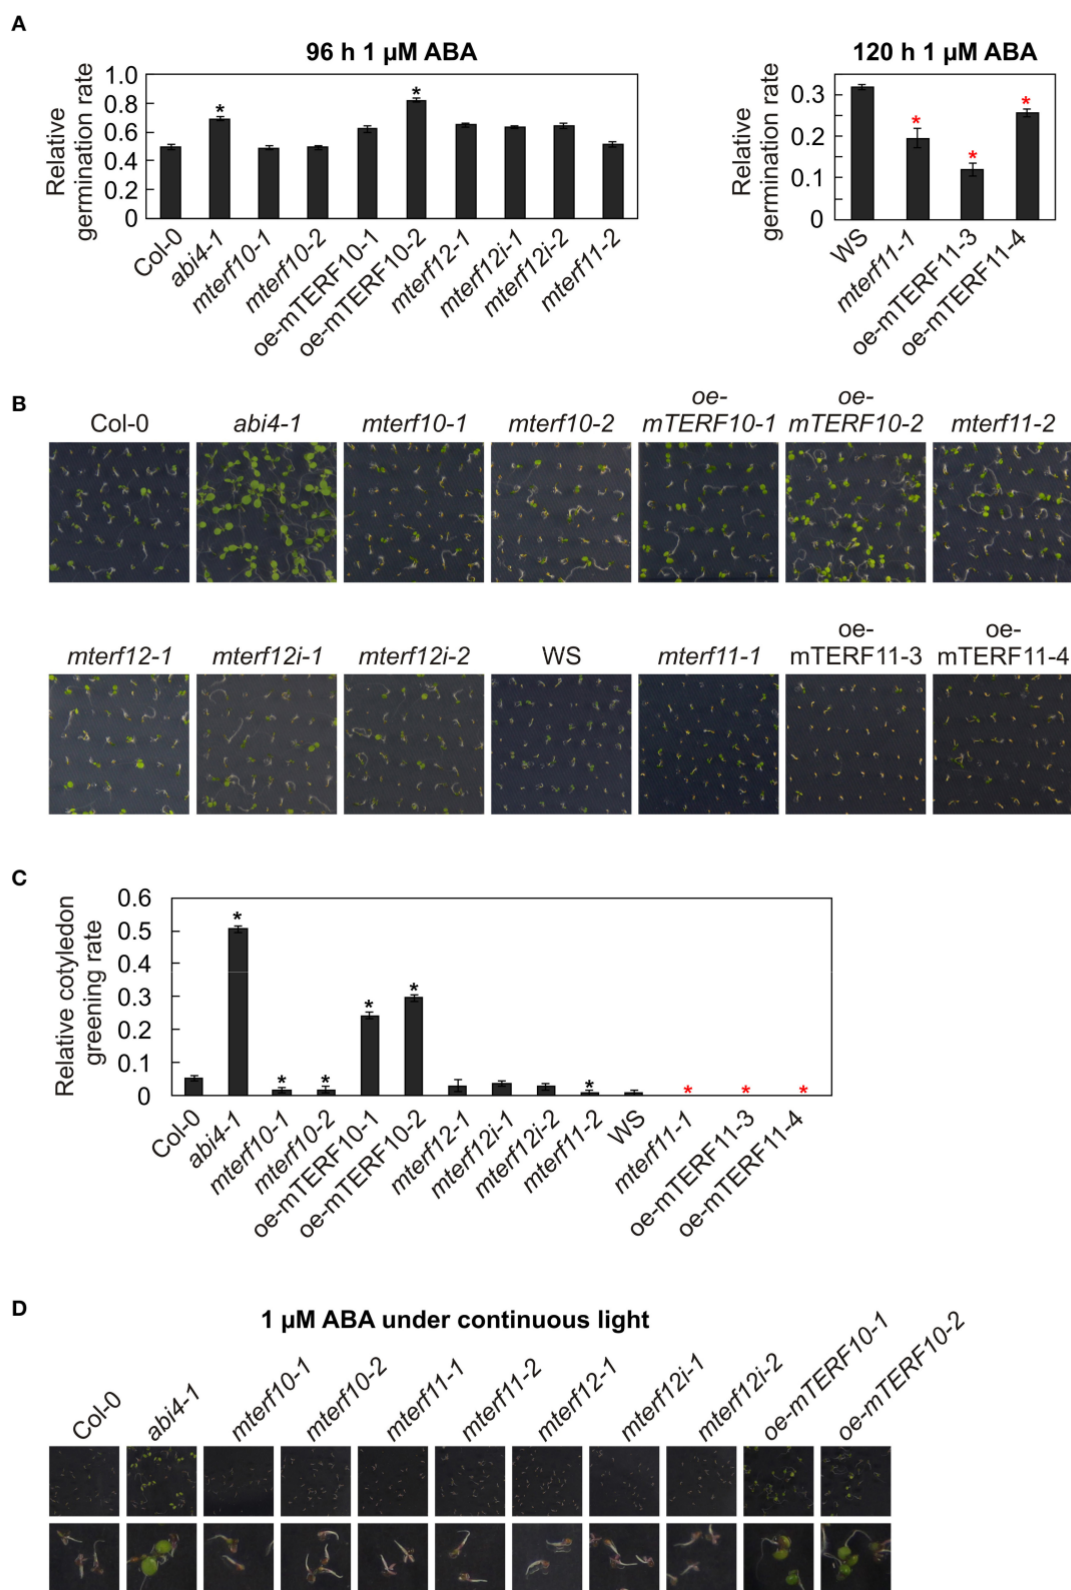 A
96 h 1 µM ABA
120 h 1 µM ABA
Relative
germination rate
1.0
0.8
0.6
0.4
0.2
0
Col-0
abi4-1
mterf10-1
mterf10-2
oe-mTERF10-1
oe-mTERF10-2
mterf12-1
mterf12i-1
mterf12i-2
mterf11-2
* *
Relative
germination rate
0.3
0.2
0.1
0
WS
mterf11-1
oe-mTERF11-3
oe-mTERF11-4
* * *
B
Col-0 abi4-1 mterf10-1 mterf10-2 oe-mTERF10-1 oe-mTERF10-2 mterf11-2
mterf12-1 mterf12i-1 mterf12i-2 WS mterf11-1 oe-mTERF11-3 oe-mTERF11-4
C
Relative cotyledon
greening rate
0.6
0.5
0.4
0.3
0.2
0.1
0
* * * * * * * * *
Col-0
abi4-1
mterf10-1
mterf10-2
oe-mTERF10-1
oe-mTERF10-2
mterf12-1
mterf12i-1
mterf12i-2
mterf11-2
WS
mterf11-1
oe-mTERF11-3
oe-mTERF11-4
D
1 µM ABA under continuous light
Col-0
abi4-1
mterf10-1
mterf10-2
mterf11-1
mterf11-2
mterf12-1
mterf12i-1
mterf12i-2
oe-mTERF10-1
oe-mTERF10-2